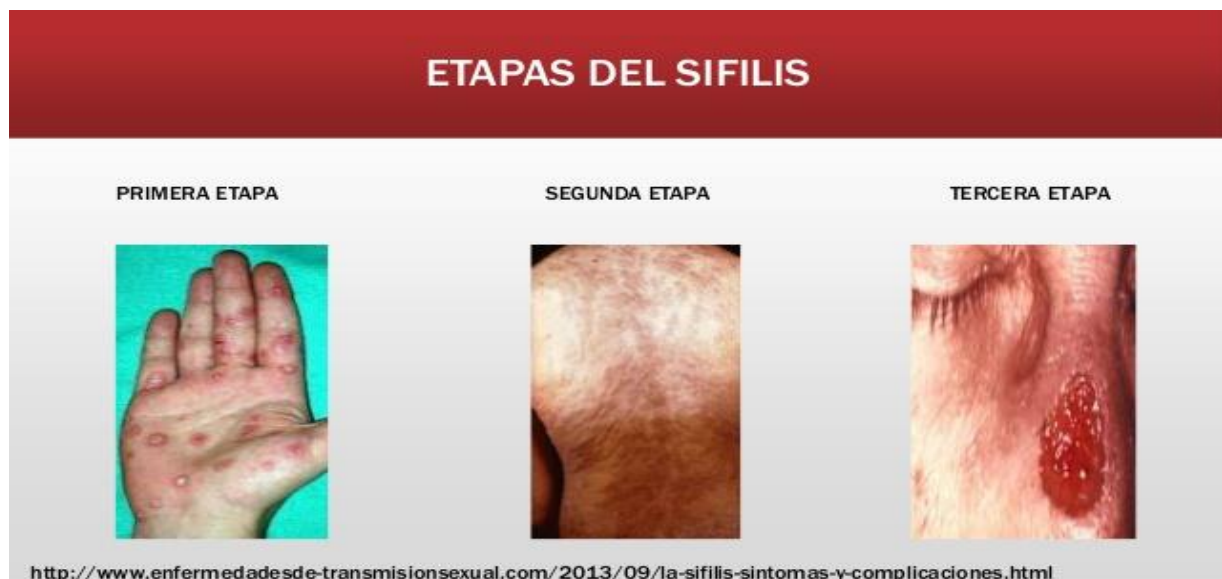 ETAPAS DEL SIFILIS
PRIMERA ETAPA
SEGUNDA ETAPA
TERCERA ETAPA
http://www.enfermedadesde-transmisionsexual.com/2013/09/la-sifilis-sintomas-y-complicaciones.html